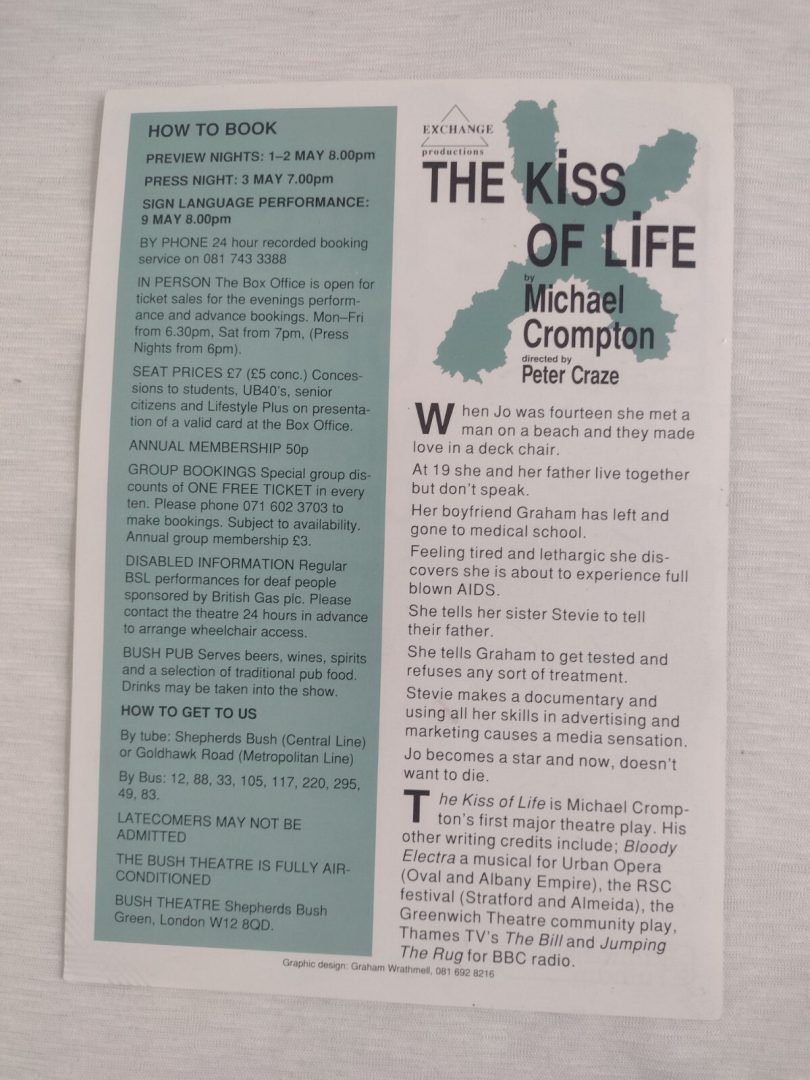 HOW TO BOOK
PREVIEW NIGHTS: 1–2 MAY 8.00pm
PRESS NIGHT: 3 MAY 7.00pm
SIGN LANGUAGE PERFORMANCE:
9 MAY 8.00pm
BY PHONE 24 hour recorded booking
service on 081 743 3388
IN PERSON The Box Office is open for
ticket sales for the evenings perform-
ance and advance bookings. Mon–Fri
from 6.30pm, Sat from 7pm, (Press
Nights from 6pm).
SEAT PRICES £7 (£5 conc.) Conces-
sions to students, UB40's, senior
citizens and Lifestyle Plus on presenta-
tion of a valid card at the Box Office.
ANNUAL MEMBERSHIP 50p
GROUP BOOKINGS Special group dis-
counts of ONE FREE TICKET in every
ten. Please phone 071 602 3703 to
make bookings. Subject to availability.
Annual group membership £3.
DISABLED INFORMATION Regular
BSL performances for deaf people
sponsored by British Gas plc. Please
contact the theatre 24 hours in advance
to arrange wheelchair access.
BUSH PUB Serves beers, wines, spirits
and a selection of traditional pub food.
Drinks may be taken into the show.
HOW TO GET TO US
By tube: Shepherds Bush (Central Line)
or Goldhawk Road (Metropolitan Line)
By Bus: 12, 88, 33, 105, 117, 220, 295,
49, 83.
LATECOMERS MAY NOT BE
ADMITTED
THE BUSH THEATRE IS FULLY AIR-
CONDITIONED
BUSH THEATRE Shepherds Bush
Green, London W12 8QD.
EXCHANGE
productions
THE KiSS
OF LiFE
by
Michael
Crompton
directed by
Peter Craze
When Jo was fourteen she met a
man on a beach and they made
love in a deck chair.
At 19 she and her father live together
but don't speak.
Her boyfriend Graham has left and
gone to medical school.
Feeling tired and lethargic she dis-
covers she is about to experience full
blown AIDS.
She tells her sister Stevie to tell
their father.
She tells Graham to get tested and
refuses any sort of treatment.
Stevie makes a documentary and
using all her skills in advertising and
marketing causes a media sensation.
Jo becomes a star and now, doesn't
want to die.
The Kiss of Life is Michael Cromp-
ton's first major theatre play. His
other writing credits include; Bloody
Electra a musical for Urban Opera
(Oval and Albany Empire), the RSC
festival (Stratford and Almeida), the
Greenwich Theatre community play,
Thames TV's The Bill and Jumping
The Rug for BBC radio.
Graphic design: Graham Wrathmell, 081 692 8216